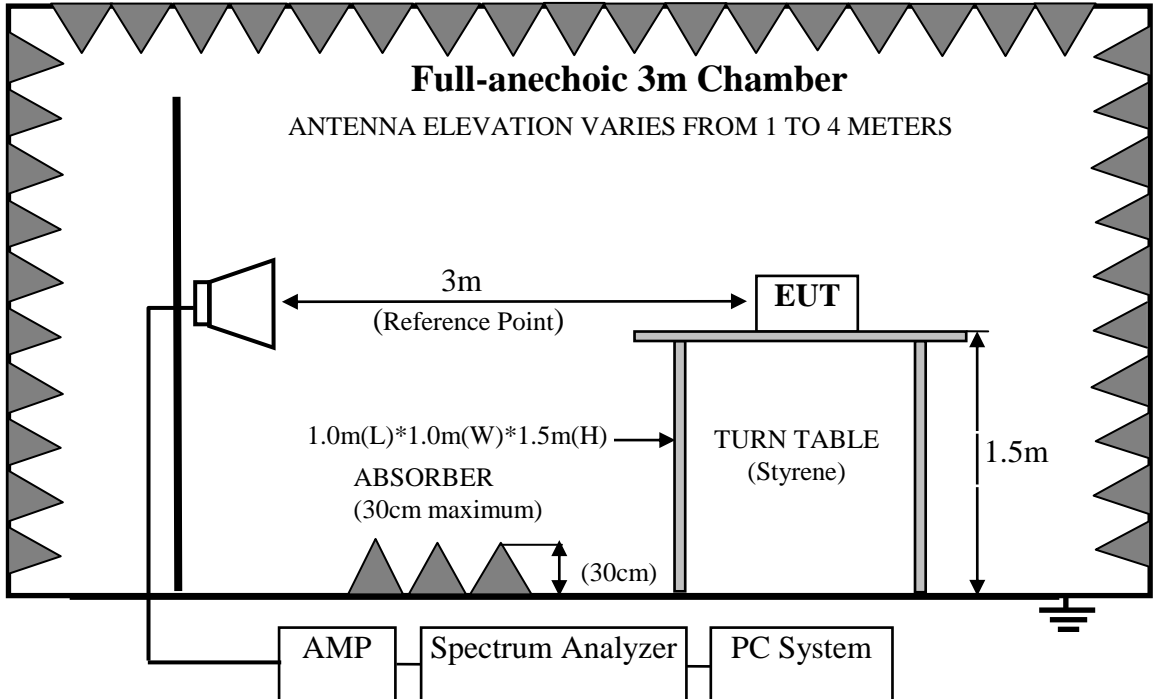 Full-anechoic 3m Chamber
ANTENNA ELEVATION VARIES FROM 1 TO 4 METERS
3m
(Reference Point)
EUT
1.0m(L)*1.0m(W)*1.5m(H)
ABSORBER
(30cm maximum)
TURN TABLE
(Styrene)
1.5m
(30cm)
AMP
Spectrum Analyzer
PC System